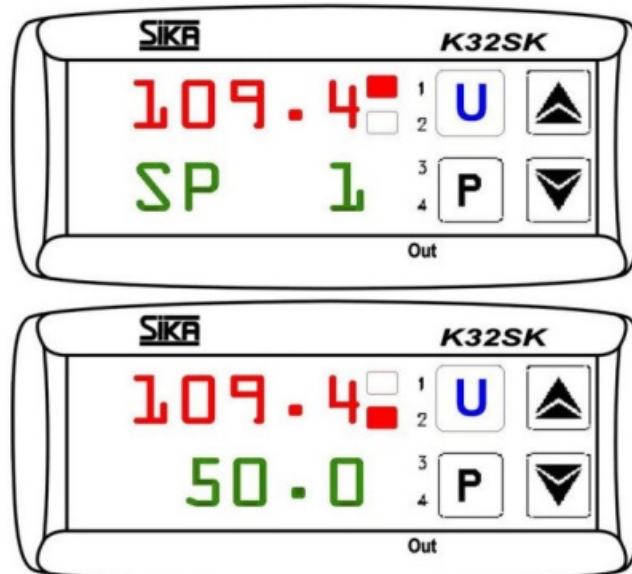 SIKA K32SK
109.4 1 U
2
SP 1 3 P
4
Out
SIKA K32SK
109.4 1 U
2
50.0 3 P
4
Out